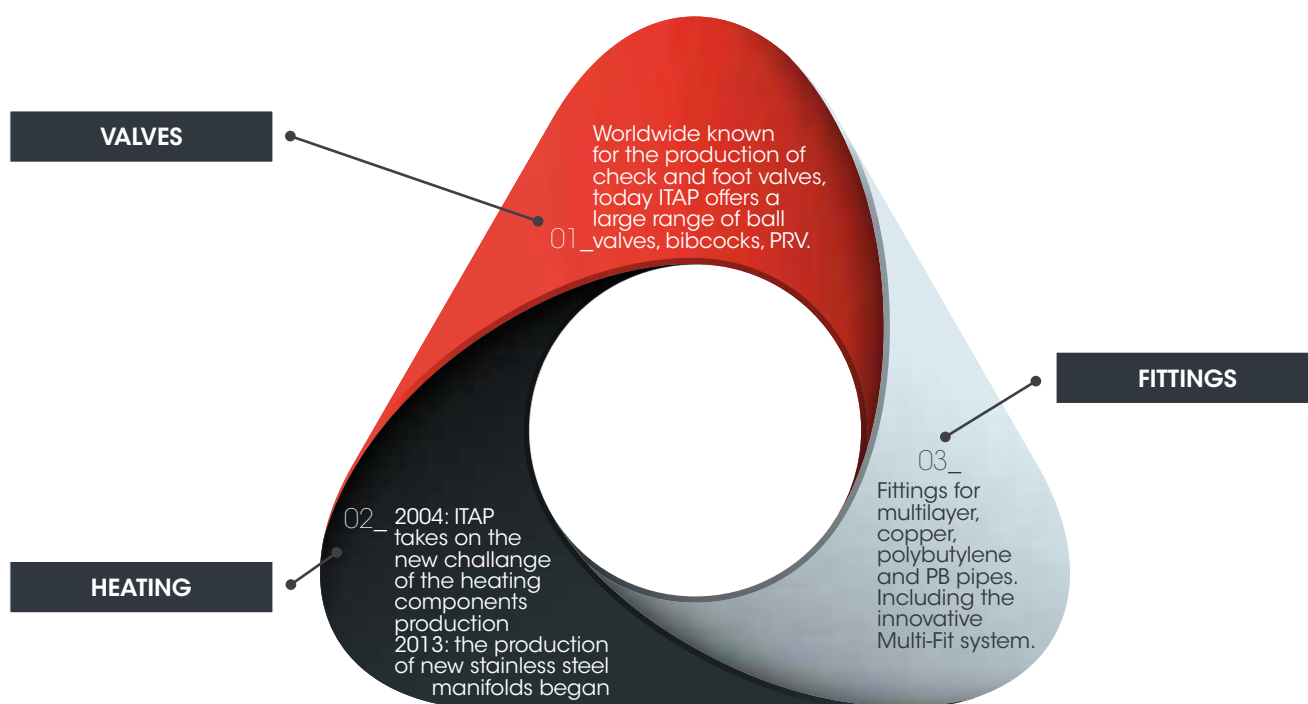 VALVES
Worldwide known
for the production of
check and foot valves,
today ITAP offers a
large range of ball
01_valves, bibcocks, PRV.
FITTINGS
03_
Fittings for
multilayer,
copper,
polybutylene
and PB pipes.
Including the
innovative
Multi-Fit system.
HEATING
02_ 2004: ITAP
takes on the
new challange
of the heating
components
production
2013: the production
of new stainless steel
manifolds began